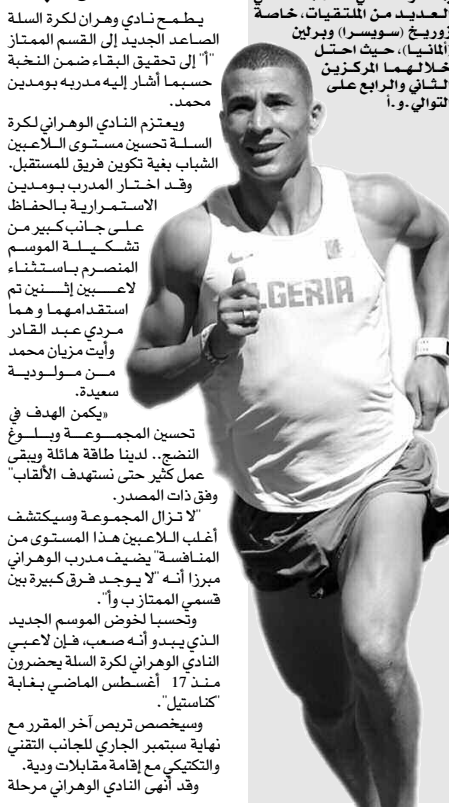 العديد من الملتقيات، خاصة
زوريخ (سويسرا) وبرلين
(ألمانيا)، حيث احتل
خلالهما المركزين
الثاني والرابع على
التوالي.و.أ
يطمح نادي وهران لكرة السلة
الصاعد الجديد إلى القسم الممتاز
"أ" إلى تحقيق البقاء ضمن النخبة
حسبما أشار إليه مدربه بومدين
محمد.
ويعتزم النادي الوهراني لكرة
السلة تحسين مستوى اللاعبين
الشباب بغية تكوين فريق للمستقبل.
وقد اختار المدرب بومدين
الاستمرارية بالحفاظ
على جانب كبير من
تشكيلة الموسم
المنصرم باستثناء
لاعبين إثنين تم
استقدامهما و هما
مردي عبد القادر
وأيت مزيان محمد
من مولودية
سعيدة.
«يكمن الهدف في
تحسين المجموعة وبلوغ
النضج.. لدينا طاقة هائلة ويبقى
عمل كثير حتى نستهدف الألقاب"
وفق ذات المصدر.
"لا تزال المجموعة وسيكتشف
أغلب اللاعبين هذا المستوى من
المنافسة" يضيف مدرب الوهراني
مبرزا أنه "لا يوجد فرق كبيرة بين
قسمي الممتاز ب وأ".
وتحسبا لخوض الموسم الجديد
الذي يبدو أنه صعب، فإن لاعبي
النادي الوهراني لكرة السلة يحضرون
منذ 17 أغسطس الماضي بغابة
"كناستيل".
وسيخصص تربص آخر المقرر مع
نهاية سبتمبر الجاري للجانب التقني
والتكتيكي مع إقامة مقابلات ودية.
وقد أنهى النادي الوهراني مرحلة
LGERIA